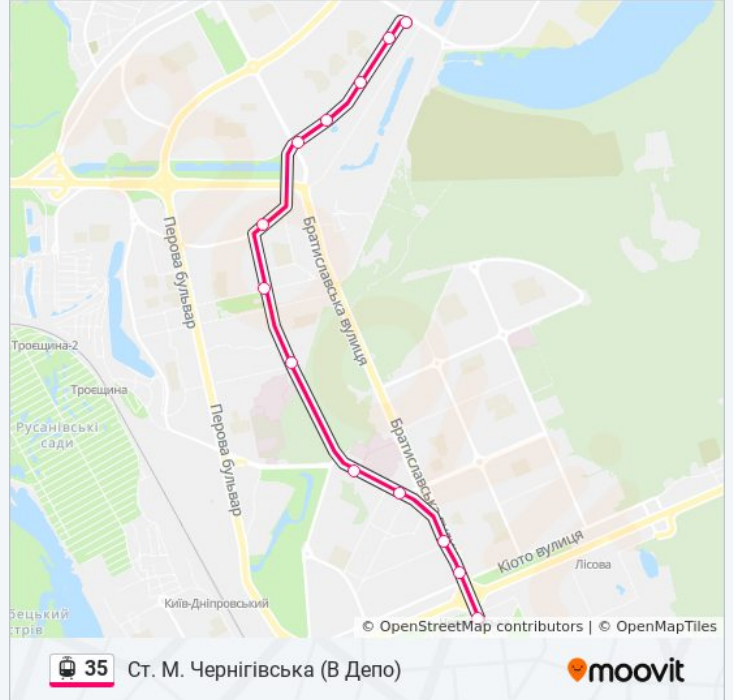 Перова бульвар
Братиславська вулиця
Троєщина-2
Троєщина
Русанівські
сади
Перова бульвар
Братиславська
Кіото вулиця
Лісова
Київ-Дніпровський
© OpenStreetMap contributors | © OpenMapTiles
35 Ст. М. Чернігівська (В Депо)
moovit